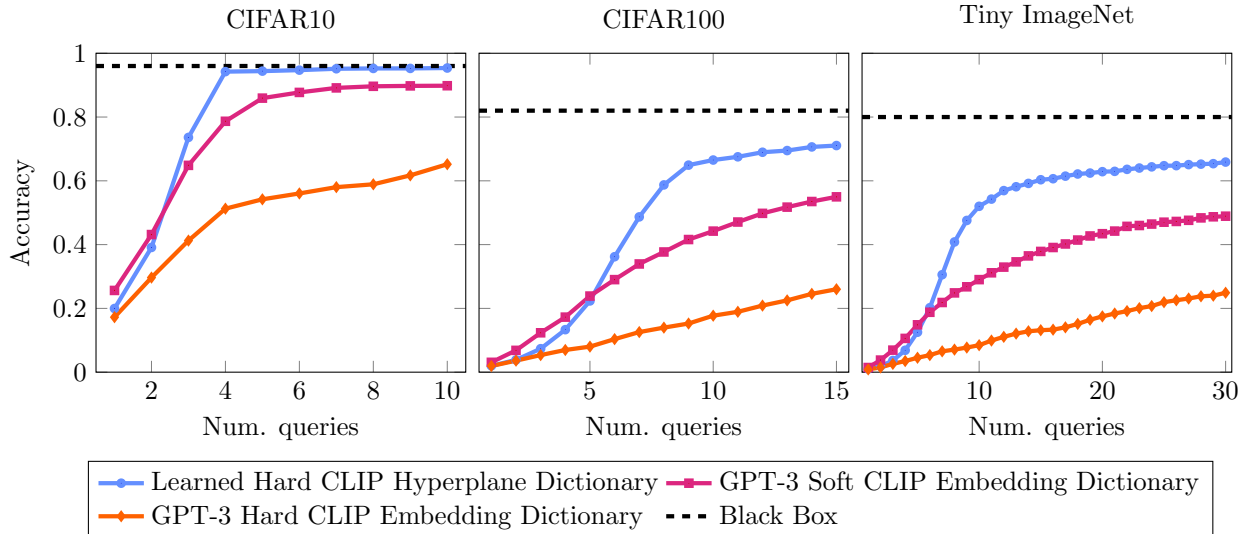 CIFAR10
CIFAR100
Tiny ImageNet
Accuracy
1
0.8
0.6
0.4
0.2
0
2 4 6 8 10
5 10 15
10 20 30
Num. queries
Num. queries
Num. queries
Learned Hard CLIP Hyperplane Dictionary
GPT-3 Soft CLIP Embedding Dictionary
GPT-3 Hard CLIP Embedding Dictionary
Black Box